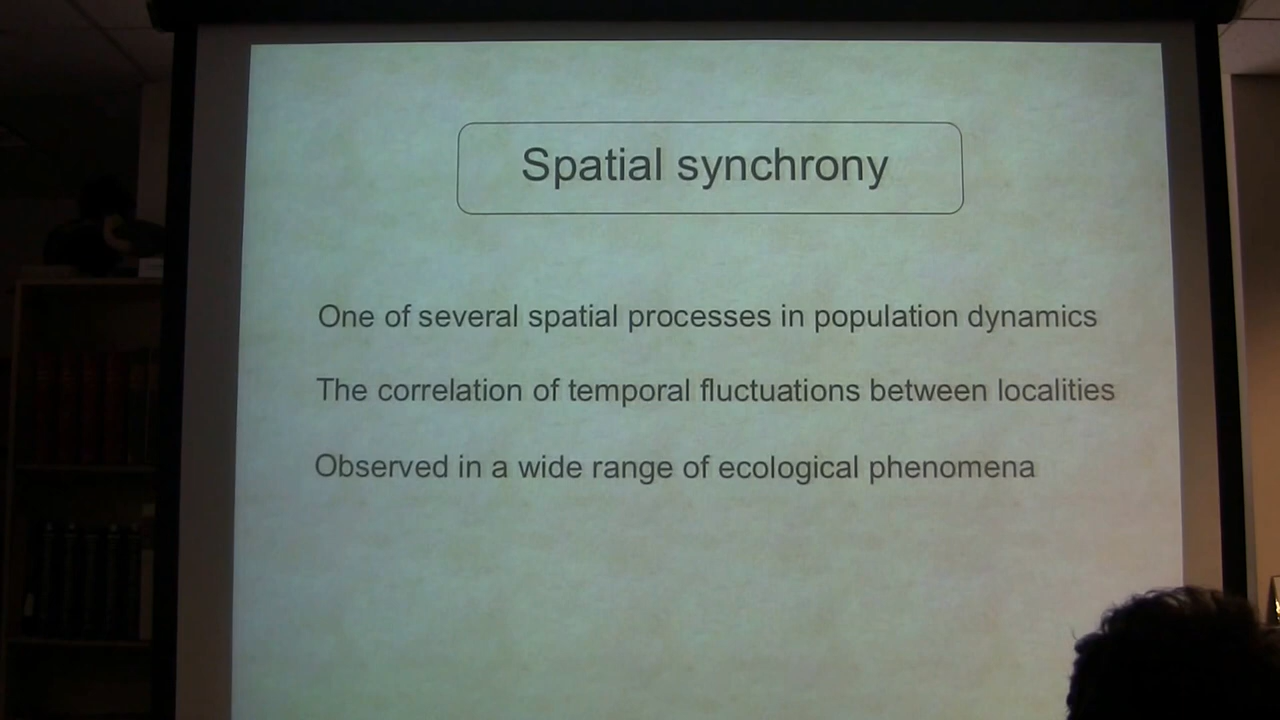 Spatial synchrony
One of several spatial processes in population dynamics
The correlation of temporal fluctuations between localities
Observed in a wide range of ecological phenomena